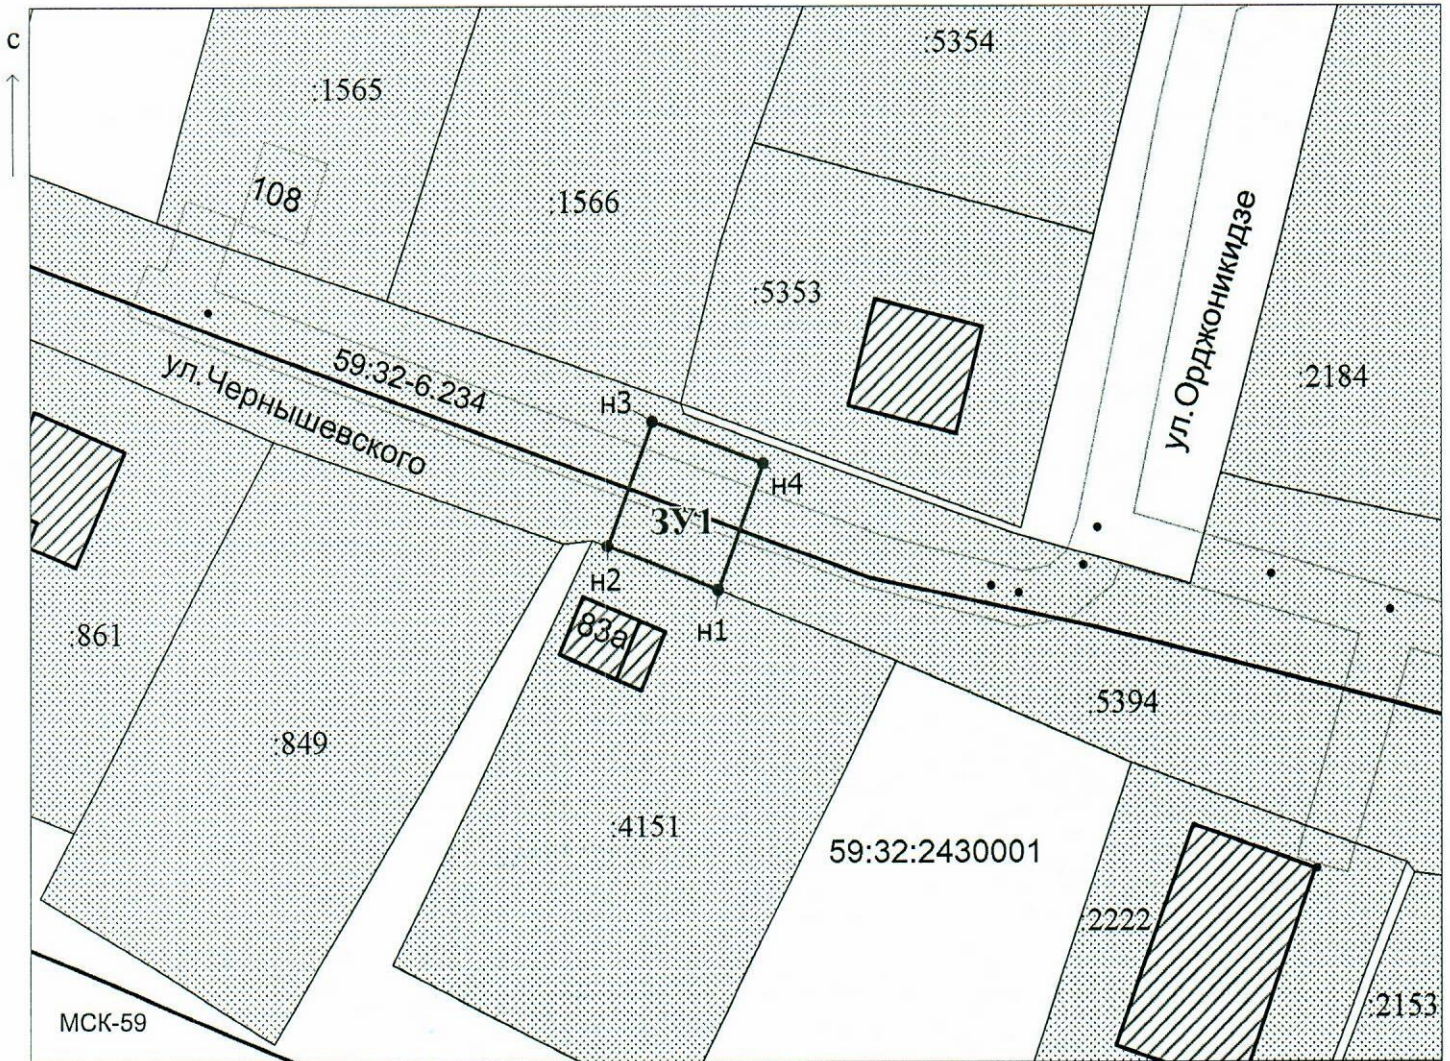 с
:5354
:1565
108
:1566
:5353
ул.Орджоникидзе
:2184
59:32-6.234
ул.Чернышевского
н3
н4
ЗУ1
н2
н1
:83а
:861
:849
:5394
:4151
59:32:2430001
:2222
:2153
МСК-59